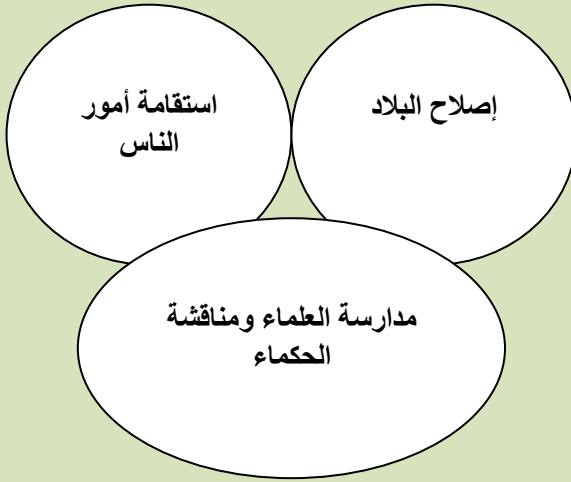 إصلاح البلاد
استقامة أمور
الناس
مدارسة العلماء ومناقشة
الحكماء